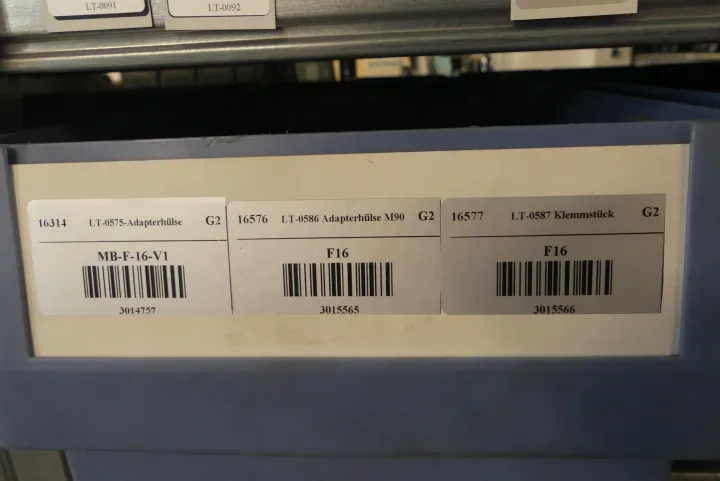 LT-0091
LT-0092
16314 LT-0575-Adapterhülse G2
MB-F-16-V1
3014757
16576 LT-0586 Adapterhülse M90 G2
F16
3015565
16577 LT-0587 Klemmstück G2
F16
3015566